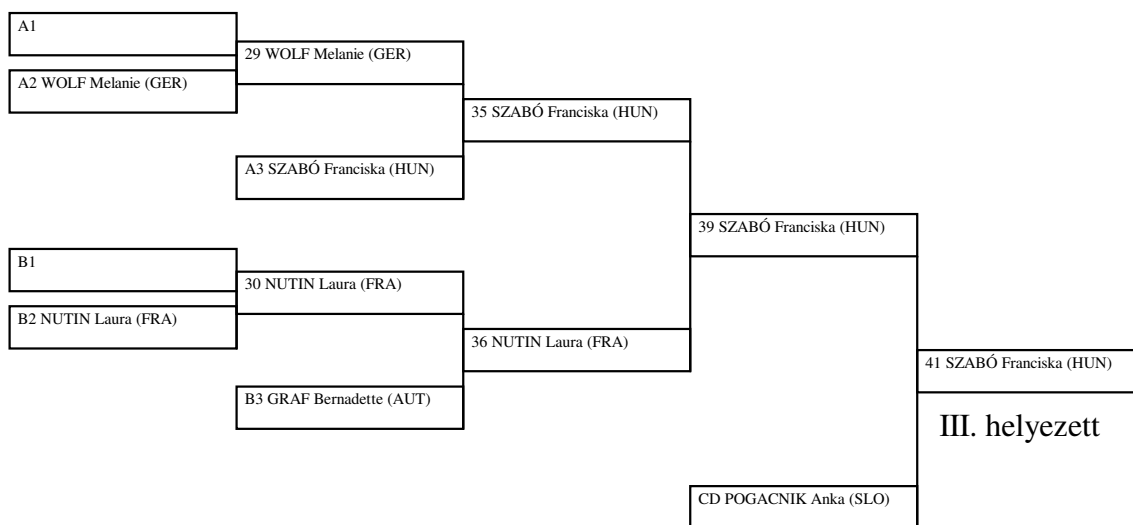 A1
29 WOLF Melanie (GER)
A2 WOLF Melanie (GER)
35 SZABÓ Franciska (HUN)
A3 SZABÓ Franciska (HUN)
39 SZABÓ Franciska (HUN)
B1
30 NUTIN Laura (FRA)
B2 NUTIN Laura (FRA)
36 NUTIN Laura (FRA)
41 SZABÓ Franciska (HUN)
B3 GRAF Bernadette (AUT)
III. helyezett
CD POGACNIK Anka (SLO)